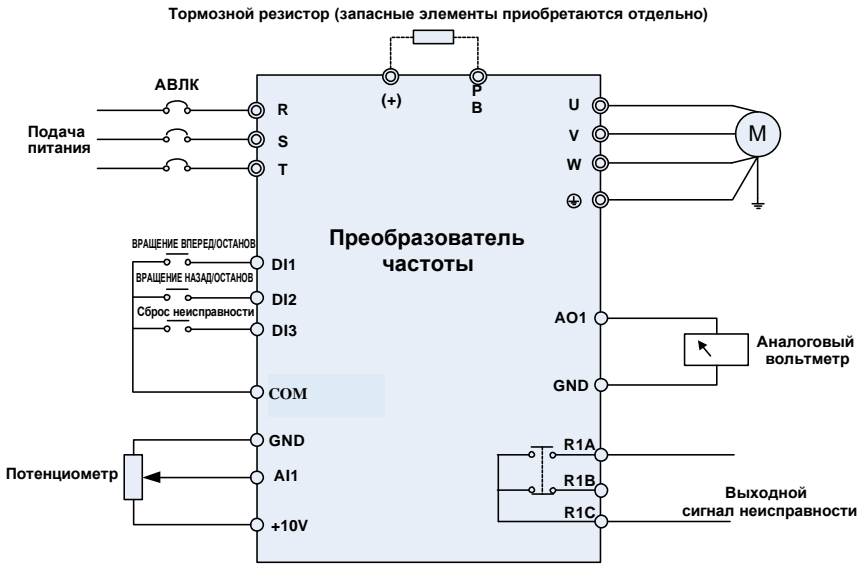 Тормозной резистор (запасные элементы приобретаются отдельно)
АВЛК
(+)
P
B
R
S
T
Подача
питания
U
V
W
M
Преобразователь
частоты
ВРАЩЕНИЕ ВПЕРЕД/ОСТАНОВ
DI1
ВРАЩЕНИЕ НАЗАД/ОСТАНОВ
DI2
Сброс неисправности
DI3
COM
AO1
GND
Аналоговый
вольтметр
GND
Потенциометр
AI1
+10V
R1A
R1B
R1C
Выходной
сигнал неисправности